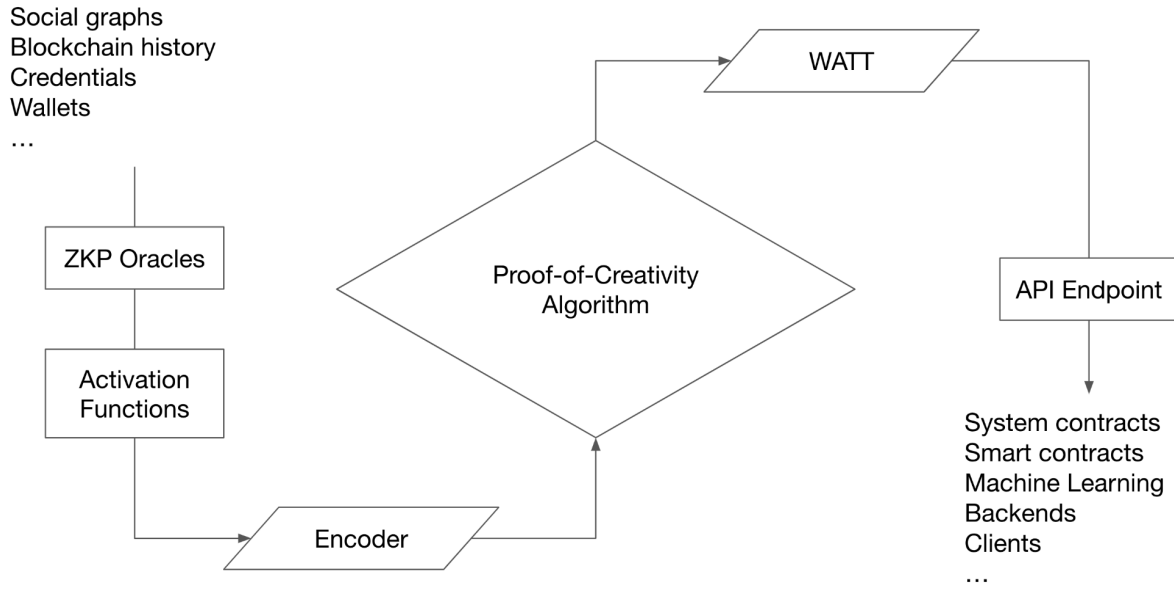 Social graphs
Blockchain history
Credentials
Wallets
...
ZKP Oracles
Activation
Functions
Encoder
Proof-of-Creativity
Algorithm
WATT
API Endpoint
System contracts
Smart contracts
Machine Learning
Backends
Clients
...